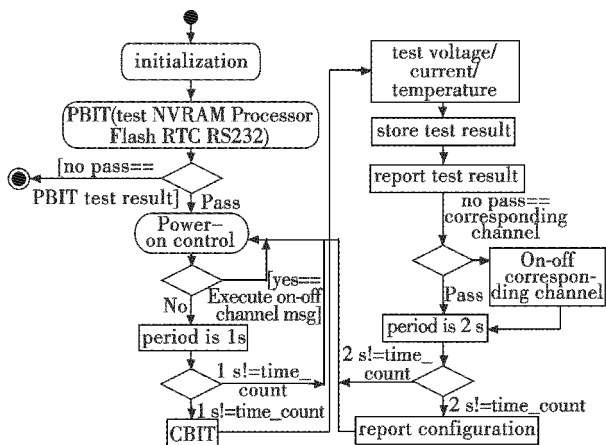 initialization
PBIT(test NVRAM Processor
Flash RTC RS232)
[no pass==
PBIT test result]
Pass
Power-
on control
[yes==
Execute on-off
channel msg]
No
period is 1s
1 s!=time_
count
1 s!=time_count
CBIT
test voltage/
current/
temperature
store test result
report test result
no pass==
corresponding
channel
On-off
correspon-
ding channel
Pass
period is 2 s
2 s!=time_
count
2 s!=time_count
report configuration